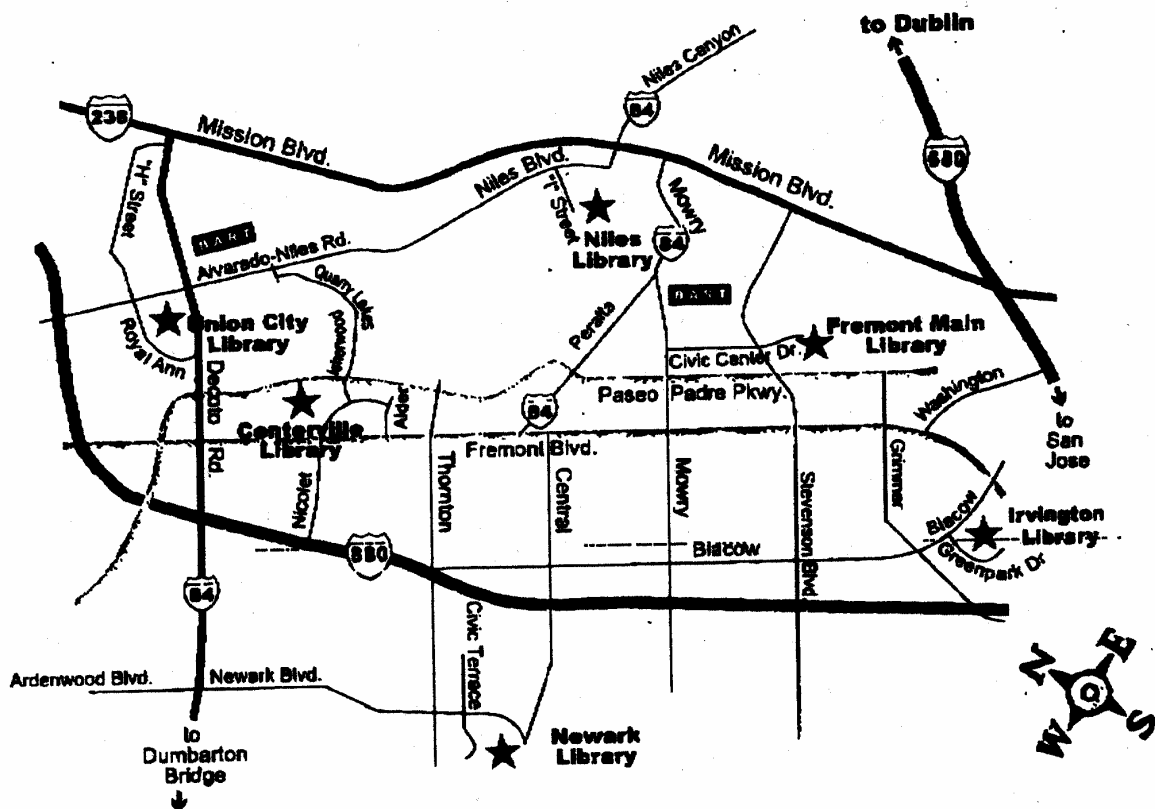 to Dublin
Niles Canyon
84
238
Mission Blvd.
Niles Blvd.
Mission Blvd.
680
"H" Street
"I" Street
Mowry
84
Niles
Library
BART
Alvarado-Niles Rd.
Quarry Lakes
BART
Union City
Library
Royal Ann
Decoto
Rd.
Peralta
Fremont Main
Library
Civic Center Dr.
Paseo Padre Pkwy.
Washington
to
San
Jose
Centerville
Library
Alder
84
Fremont Blvd.
Nicolet
Thornton
Central
Mowry
Stevenson Blvd.
Grimmer
Blacow
Irvington
Library
Greenpark Dr
880
Blacow
84
Civic Terrace
Ardenwood Blvd.
Newark Blvd.
to
Dumbarton
Bridge
Newark
Library
N
E
W
S